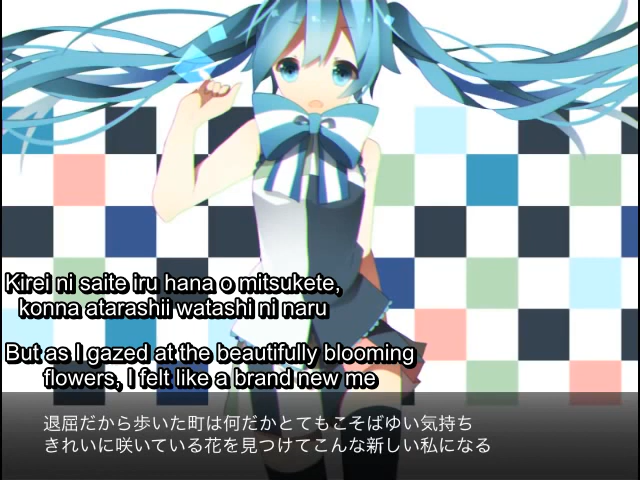 Kirei ni saite iru hana o mitsukete,
konna atarashii watashi ni naru
But as I gazed at the beautifully blooming
flowers, I felt like a brand new me
退屈だから歩いた町は何だかとてもこそばゆい気持ち
きれいに咲いている花を見つけてこんな新しい私になる